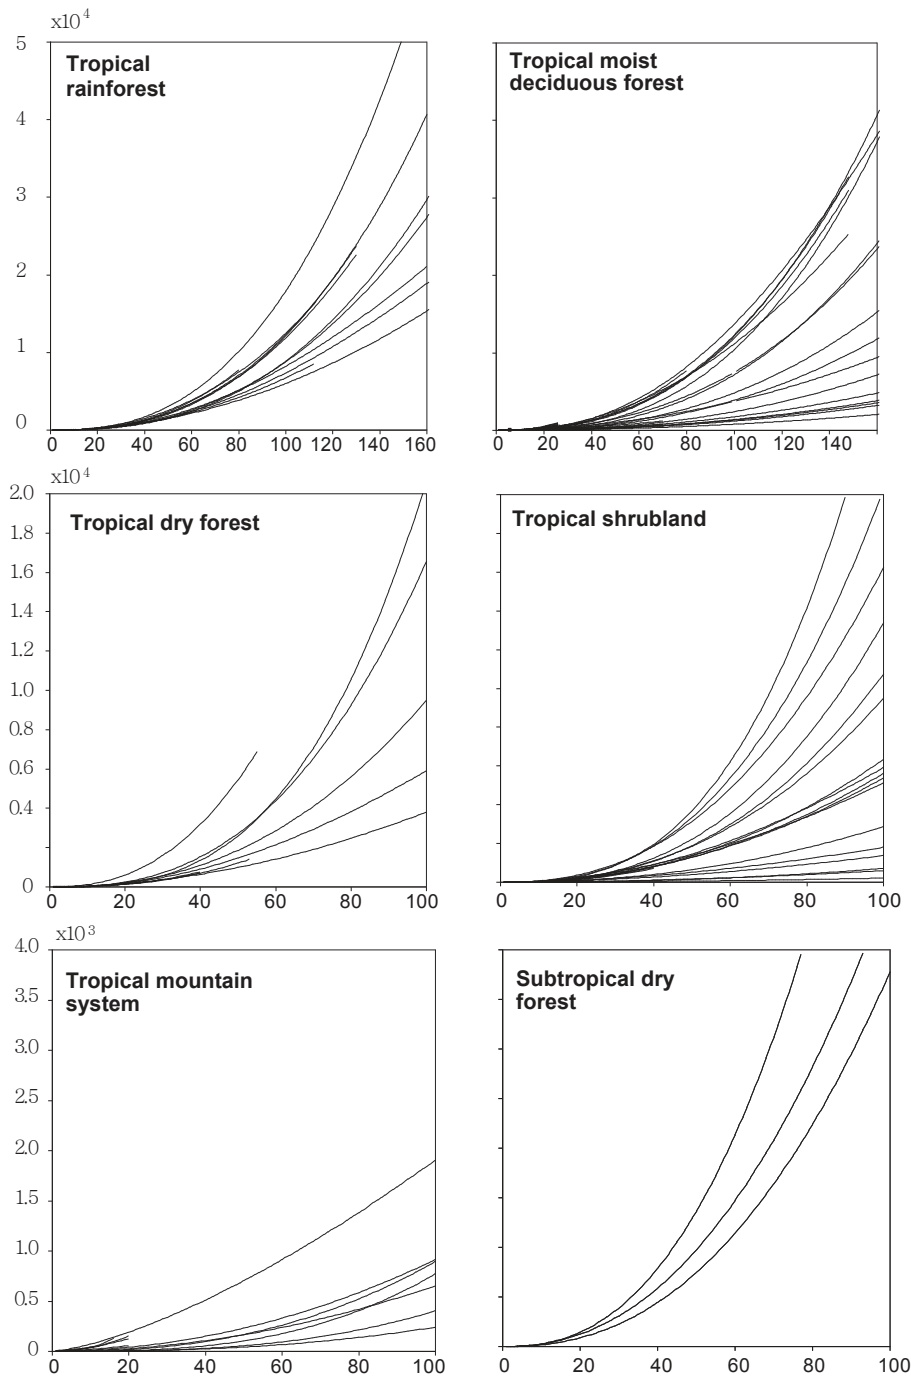 x10⁴
5
4
3
2
1
0
Tropical
rainforest
0 20 40 60 80 100 120 140 160
Tropical moist
deciduous forest
0 20 40 60 80 100 120 140
x10⁴
2.0
1.8
1.6
1.4
1.2
1.0
0.8
0.6
0.4
0.2
0
Tropical dry forest
0 20 40 60 80 100
Tropical shrubland
0 20 40 60 80 100
x10³
4.0
3.5
3.0
2.5
2.0
1.5
1.0
0.5
0
Tropical mountain
system
0 20 40 60 80 100
Subtropical dry
forest
0 20 40 60 80 100